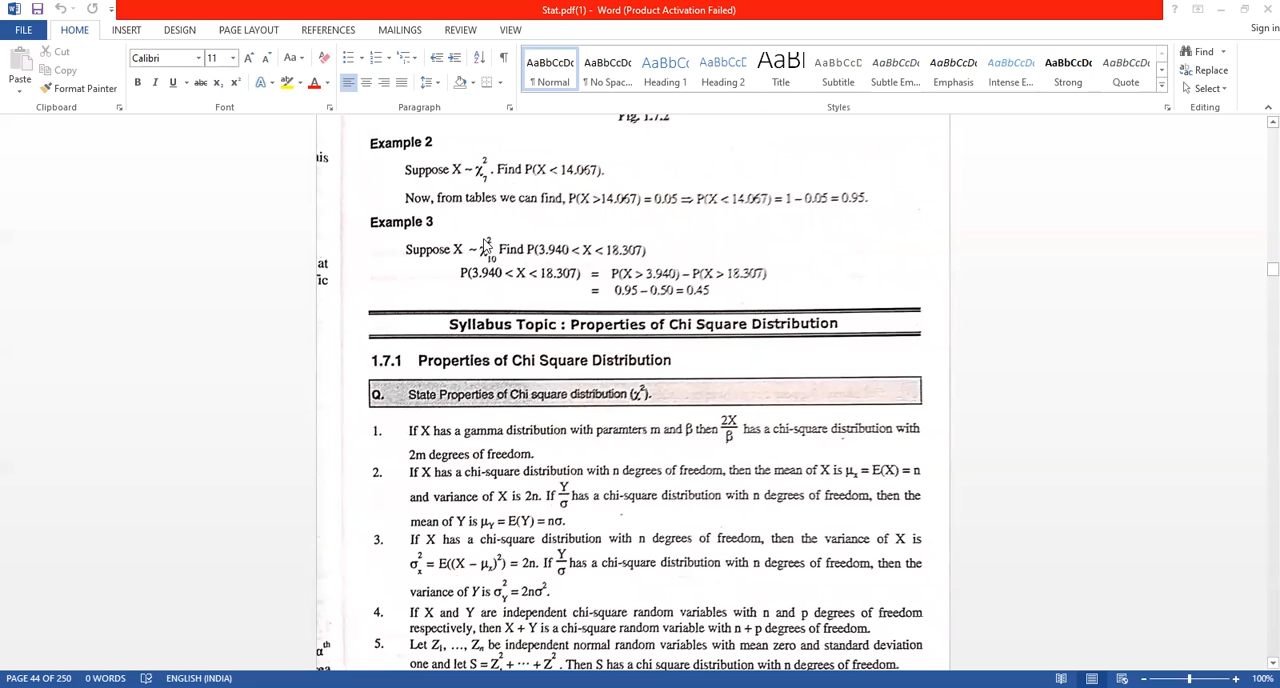 Stat.pdf(1) - Word (Product Activation Failed)
FILE HOME INSERT DESIGN PAGE LAYOUT REFERENCES MAILINGS REVIEW VIEW Sign in
Paste
Cut
Copy
Format Painter
Clipboard
Calibri 11
Font
Paragraph
AaBbCcDc AaBbCcDc AaBbCc AaBbCc AaBl AaBbCcDc AaBbCcDc AaBbCcDc AaBbCcDc AaBbCcDc AaBbCcDc
¶ Normal ¶ No Spac... Heading 1 Heading 2 Title Subtitle Subtle Em... Emphasis Intense E... Strong Quote
Styles
Find
Replace
Select
Editing
Fig. 1.7.2
Example 2
Suppose X ~ χ²₇ . Find P(X < 14.067).
Now, from tables we can find, P(X >14.067) = 0.05 ⇒ P(X < 14.067) = 1 – 0.05 = 0.95.
Example 3
Suppose X ~ χ²₁₀ Find P(3.940 < X < 18.307)
P(3.940 < X < 18.307) = P(X > 3.940) – P(X > 18.307)
= 0.95 – 0.50 = 0.45
Syllabus Topic : Properties of Chi Square Distribution
1.7.1 Properties of Chi Square Distribution
Q. State Properties of Chi square distribution (χ²).
1. If X has a gamma distribution with paramters m and β then 2X/β has a chi-square distribution with
2m degrees of freedom.
2. If X has a chi-square distribution with n degrees of freedom, then the mean of X is μₓ = E(X) = n
and variance of X is 2n. If Y/σ has a chi-square distribution with n degrees of freedom, then the
mean of Y is μ_Y = E(Y) = nσ.
3. If X has a chi-square distribution with n degrees of freedom, then the variance of X is
σ²ₓ = E((X – μₓ)²) = 2n. If Y/σ has a chi-square distribution with n degrees of freedom, then the
variance of Y is σ²_Y = 2nσ².
4. If X and Y are independent chi-square random variables with n and p degrees of freedom
respectively, then X + Y is a chi-square random variable with n + p degrees of freedom.
5. Let Z₁, ..., Zₙ be independent normal random variables with mean zero and standard deviation
one and let S = Z² + ··· + Z². Then S has a chi square distribution with n degrees of freedom.
PAGE 44 OF 250 0 WORDS ENGLISH (INDIA) 100%